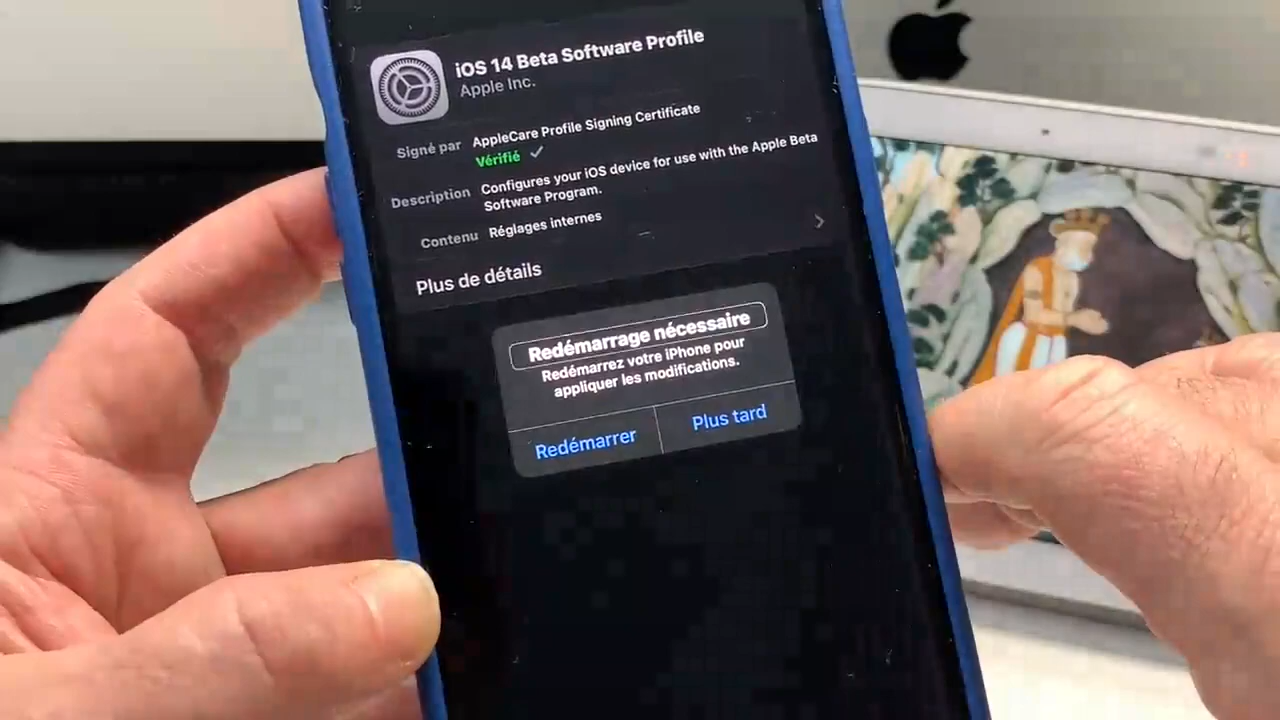 iOS 14 Beta Software Profile
Apple Inc.
Signé par AppleCare Profile Signing Certificate
Vérifié ✓
Description Configures your iOS device for use with the Apple Beta
Software Program.
Contenu Réglages internes
Plus de détails
Redémarrage nécessaire
Redémarrez votre iPhone pour
appliquer les modifications.
Redémarrer Plus tard